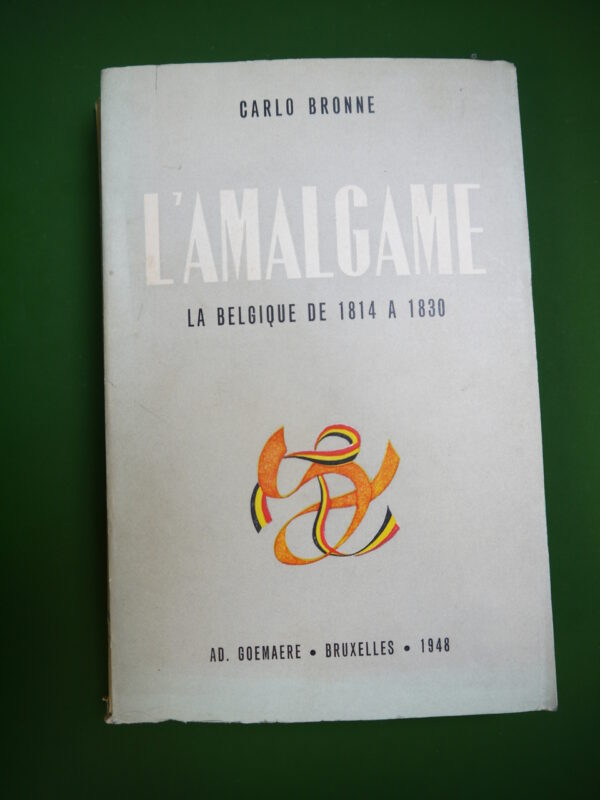 CARLO BRONNE
L'AMALGAME
LA BELGIQUE DE 1814 A 1830
AD. GOEMAERE • BRUXELLES • 1948